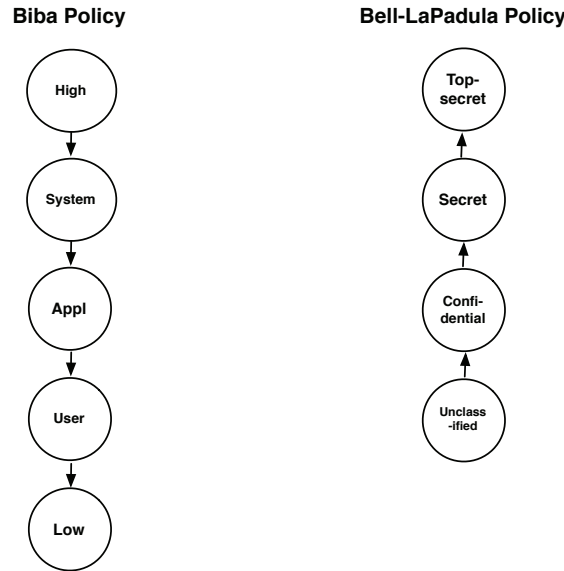 Biba Policy
High
System
Appl
User
Low
Bell-LaPadula Policy
Top-
secret
Secret
Confi-
dential
Unclass
-ified